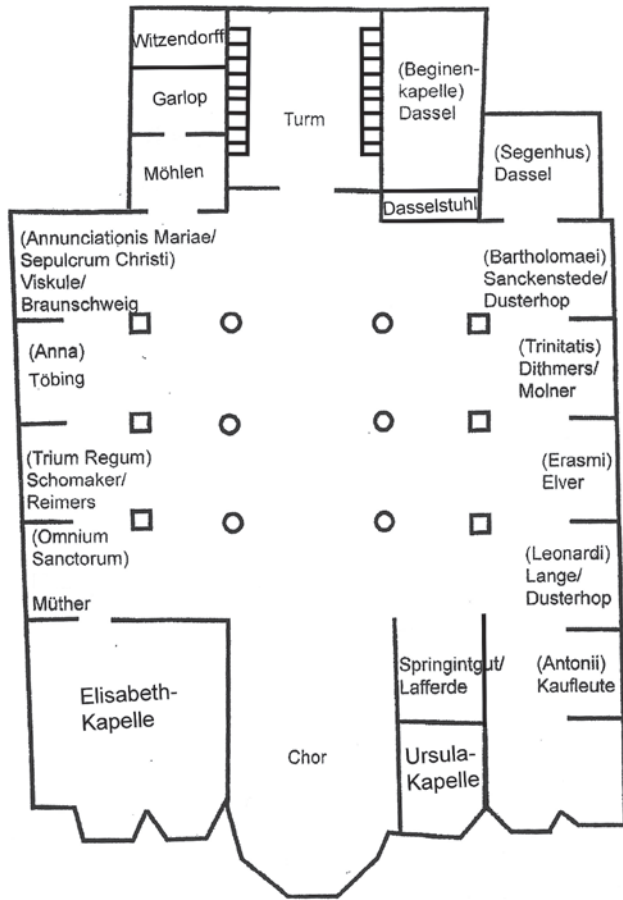 Witzendorff
Garlop
Möhlen
Turm
(Beginen-
kapelle)
Dassel
Dasselstuhl
(Segenhus)
Dassel
(Annunciationis Mariae/
Sepulcrum Christi)
Viskule/
Braunschweig
(Bartholomaei)
Sanckenstede/
Dusterhop
(Anna)
Töbing
(Trinitatis)
Dithmers/
Molner
(Trium Regum)
Schomaker/
Reimers
(Erasmi)
Elver
(Omnium
Sanctorum)
Müther
(Leonardi)
Lange/
Dusterhop
Elisabeth-
Kapelle
Chor
Springintgut/
Lafferde
(Antonii)
Kaufleute
Ursula-
Kapelle